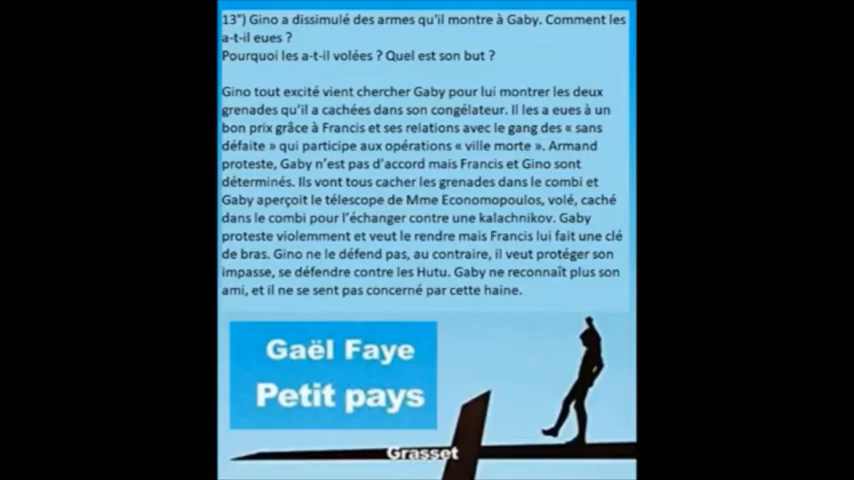 13°) Gino a dissimulé des armes qu'il montre à Gaby. Comment les
a-t-il eues ?
Pourquoi les a-t-il volées ? Quel est son but ?
Gino tout excité vient chercher Gaby pour lui montrer les deux
grenades qu'il a cachées dans son congélateur. Il les a eues à un
bon prix grâce à Francis et ses relations avec le gang des « sans
défaite » qui participe aux opérations « ville morte ». Armand
proteste, Gaby n'est pas d'accord mais Francis et Gino sont
déterminés. Ils vont tous cacher les grenades dans le combi et
Gaby aperçoit le télescope de Mme Economopoulos, volé, caché
dans le combi pour l'échanger contre une kalachnikov. Gaby
proteste violemment et veut le rendre mais Francis lui fait une clé
de bras. Gino ne le défend pas, au contraire, il veut protéger son
impasse, se défendre contre les Hutu. Gaby ne reconnaît plus son
ami, et il ne se sent pas concerné par cette haine.
Gaël Faye
Petit pays
Grasset